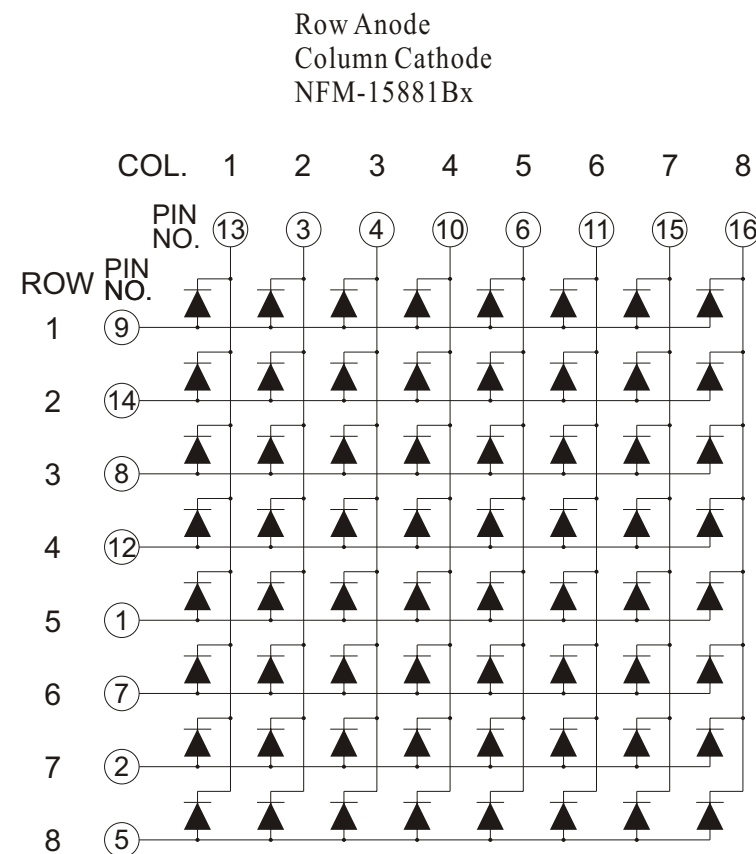 Row Anode
Column Cathode
NFM-15881Bx
COL. 1 2 3 4 5 6 7 8
PIN NO. 13 3 4 10 6 11 15 16
ROW PIN NO.
1 9
2 14
3 8
4 12
5 1
6 7
7 2
8 5